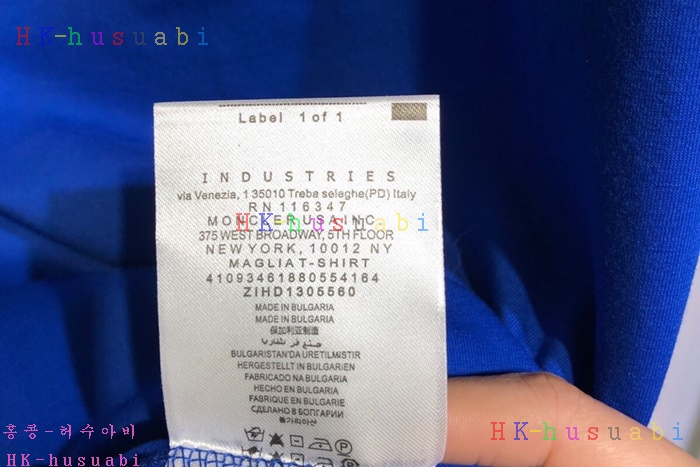 HK-husuabi
Label 1 of 1
INDUSTRIES
via Venezia, 1 35010 Treba seleghe(PD) Italy
RN 116347
MONCLER USA INC
HK-husuabi
375 WEST BROADWAY, 5TH FLOOR
NEW YORK, 10012 NY
MAGLIA T-SHIRT
41093461880554164
ZIHD1305560
MADE IN BULGARIA
MADE IN BULGARIA
保加利亚制造
صنع في بلغاريا
BULGARISTAN'DA URETILMISTIR
HERGESTELLT IN BULGARIEN
FABRICADO NA BULGARIA
HECHO EN BULGARIA
FABRIQUE EN BULGARIE
СДЕЛАНО В БОЛГАРИИ
불가리아산
홍콩-허수아비
HK-husuabi
HK-husuabi